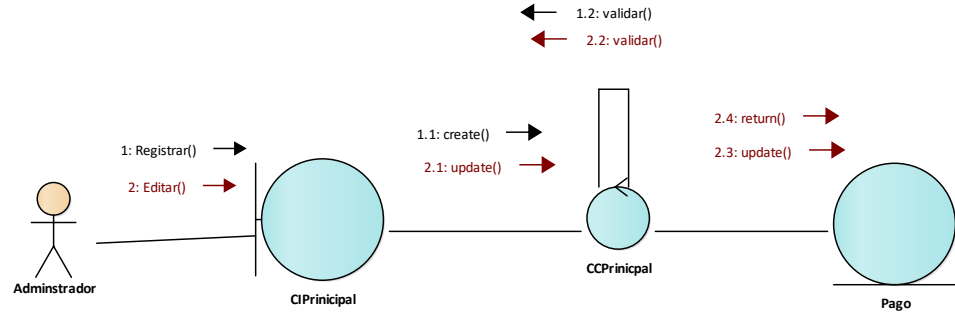 1.2: validar()
2.2: validar()
1: Registrar()
2: Editar()
1.1: create()
2.1: update()
2.4: return()
2.3: update()
Adminstrador
CIPrinicipal
CCPrinicpal
Pago